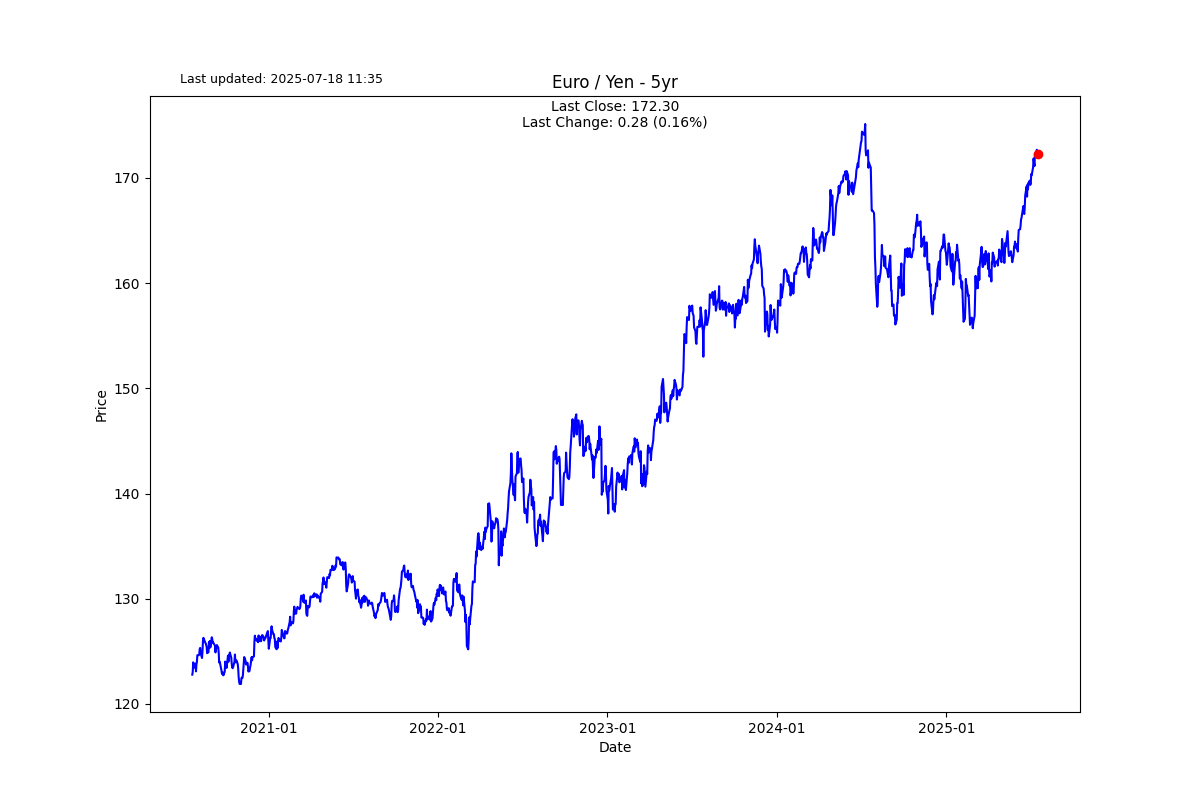 Last updated: 2025-07-18 11:35
Euro / Yen - 5yr
Last Close: 172.30
Last Change: 0.28 (0.16%)
170
160
150
140
130
120
Price
2021-01
2022-01
2023-01
2024-01
2025-01
Date